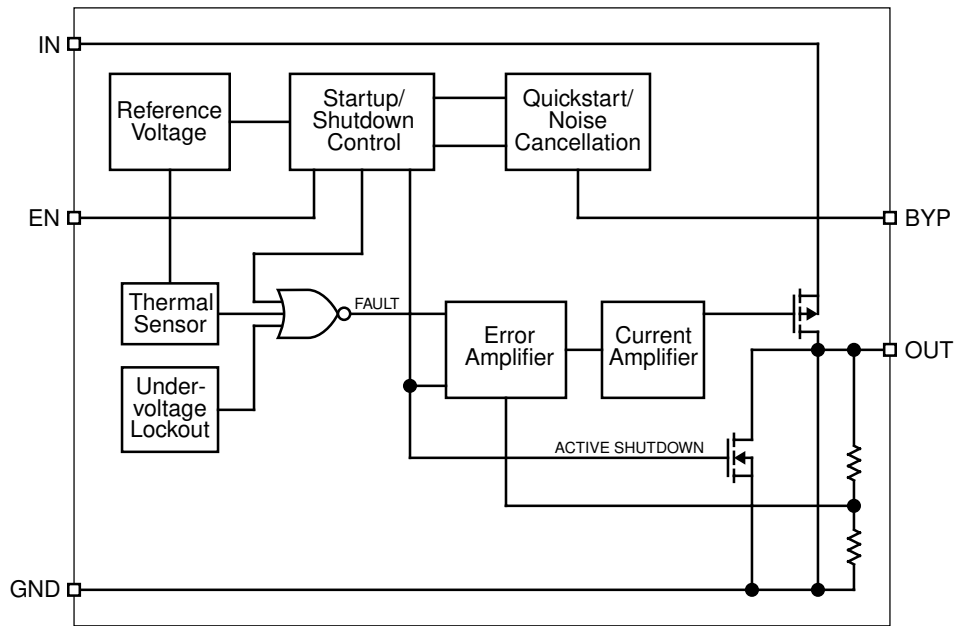 IN
Reference
Voltage
Startup/
Shutdown
Control
Quickstart/
Noise
Cancellation
EN
BYP
Thermal
Sensor
FAULT
Error
Amplifier
Current
Amplifier
OUT
Under-
voltage
Lockout
ACTIVE SHUTDOWN
GND